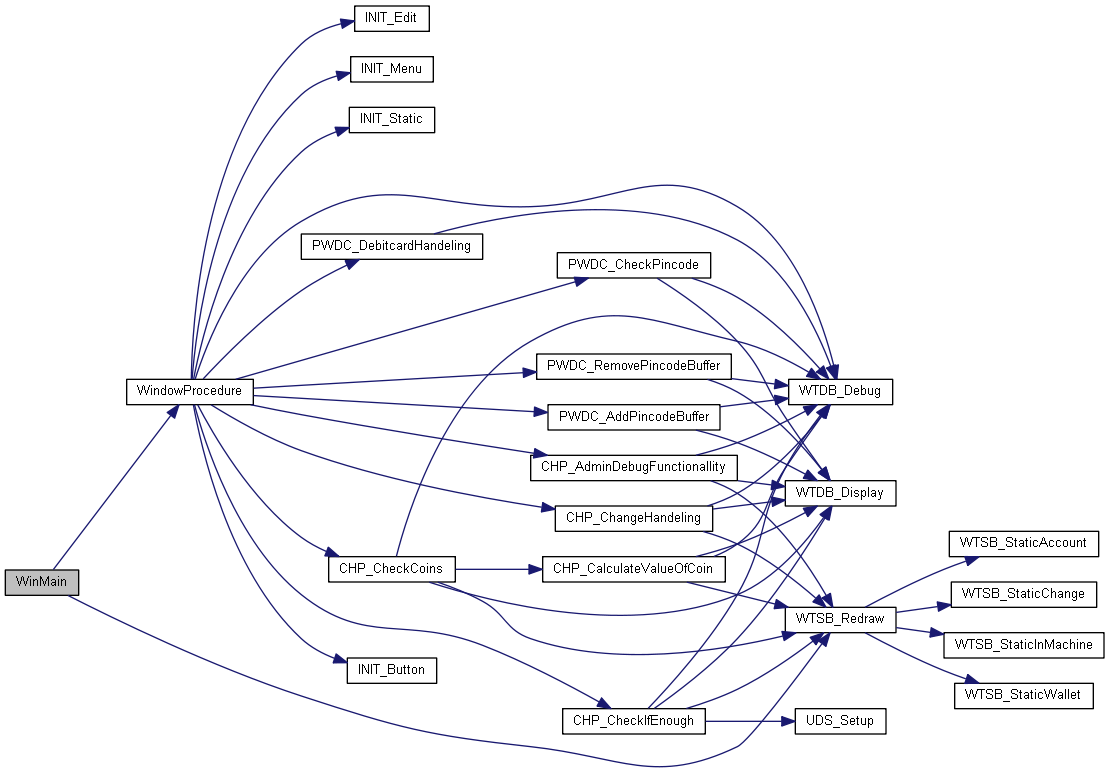 INIT_Edit
INIT_Menu
INIT_Static
PWDC_DebitcardHandeling
PWDC_CheckPincode
PWDC_RemovePincodeBuffer
WindowProcedure
WTDB_Debug
PWDC_AddPincodeBuffer
CHP_AdminDebugFunctionallity
WTDB_Display
CHP_ChangeHandeling
WTSB_StaticAccount
CHP_CheckCoins
CHP_CalculateValueOfCoin
WinMain
WTSB_StaticChange
WTSB_Redraw
WTSB_StaticInMachine
INIT_Button
WTSB_StaticWallet
CHP_CheckIfEnough
UDS_Setup